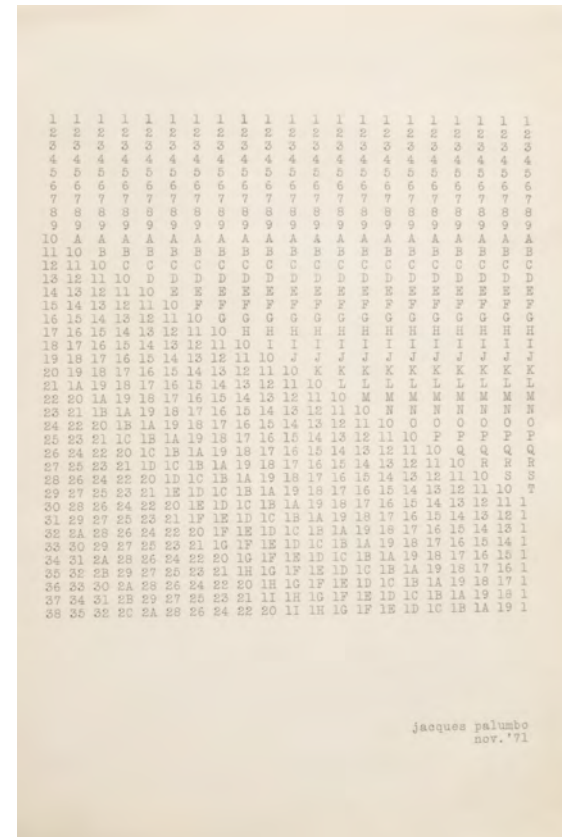 1 1 1 1 1 1 1 1 1 1 1 1 1 1 1 1 1 1 1 1 1
2 2 2 2 2 2 2 2 2 2 2 2 2 2 2 2 2 2 2 2 2
3 3 3 3 3 3 3 3 3 3 3 3 3 3 3 3 3 3 3 3 3
4 4 4 4 4 4 4 4 4 4 4 4 4 4 4 4 4 4 4 4 4
5 5 5 5 5 5 5 5 5 5 5 5 5 5 5 5 5 5 5 5 5
6 6 6 6 6 6 6 6 6 6 6 6 6 6 6 6 6 6 6 6 6
7 7 7 7 7 7 7 7 7 7 7 7 7 7 7 7 7 7 7 7 7
8 8 8 8 8 8 8 8 8 8 8 8 8 8 8 8 8 8 8 8 8
9 9 9 9 9 9 9 9 9 9 9 9 9 9 9 9 9 9 9 9 9
10 A A A A A A A A A A A A A A A A A A A A
11 10 B B B B B B B B B B B B B B B B B B B
12 11 10 C C C C C C C C C C C C C C C C C C
13 12 11 10 D D D D D D D D D D D D D D D D D
14 13 12 11 10 E E E E E E E E E E E E E E E E
15 14 13 12 11 10 F F F F F F F F F F F F F F F
16 15 14 13 12 11 10 G G G G G G G G G G G G G G
17 16 15 14 13 12 11 10 H H H H H H H H H H H H H
18 17 16 15 14 13 12 11 10 I I I I I I I I I I I I
19 18 17 16 15 14 13 12 11 10 J J J J J J J J J J J
20 19 18 17 16 15 14 13 12 11 10 K K K K K K K K K K
21 1A 19 18 17 16 15 14 13 12 11 10 L L L L L L L L L
22 20 1A 19 18 17 16 15 14 13 12 11 10 M M M M M M M M
23 21 1B 1A 19 18 17 16 15 14 13 12 11 10 N N N N N N N
24 22 20 1B 1A 19 18 17 16 15 14 13 12 11 10 O O O O O O
25 23 21 1C 1B 1A 19 18 17 16 15 14 13 12 11 10 P P P P P
26 24 22 20 1C 1B 1A 19 18 17 16 15 14 13 12 11 10 Q Q Q Q
27 25 23 21 1D 1C 1B 1A 19 18 17 16 15 14 13 12 11 10 R R R
28 26 24 22 20 1D 1C 1B 1A 19 18 17 16 15 14 13 12 11 10 S S
29 27 25 23 21 1E 1D 1C 1B 1A 19 18 17 16 15 14 13 12 11 10 T
30 28 26 24 22 20 1E 1D 1C 1B 1A 19 18 17 16 15 14 13 12 11 1
31 29 27 25 23 21 1F 1E 1D 1C 1B 1A 19 18 17 16 15 14 13 12 1
32 2A 28 26 24 22 20 1F 1E 1D 1C 1B 1A 19 18 17 16 15 14 13 1
33 30 29 27 25 23 21 1G 1F 1E 1D 1C 1B 1A 19 18 17 16 15 14 1
34 31 2A 28 26 24 22 20 1G 1F 1E 1D 1C 1B 1A 19 18 17 16 15 1
35 32 2B 29 27 25 23 21 1H 1G 1F 1E 1D 1C 1B 1A 19 18 17 16 1
36 33 30 2A 28 26 24 22 20 1H 1G 1F 1E 1D 1C 1B 1A 19 18 17 1
37 34 31 2B 29 27 25 23 21 1I 1H 1G 1F 1E 1D 1C 1B 1A 19 18 1
38 35 32 2C 2A 28 26 24 22 20 1I 1H 1G 1F 1E 1D 1C 1B 1A 19 1
jacques palumbo
nov.'71